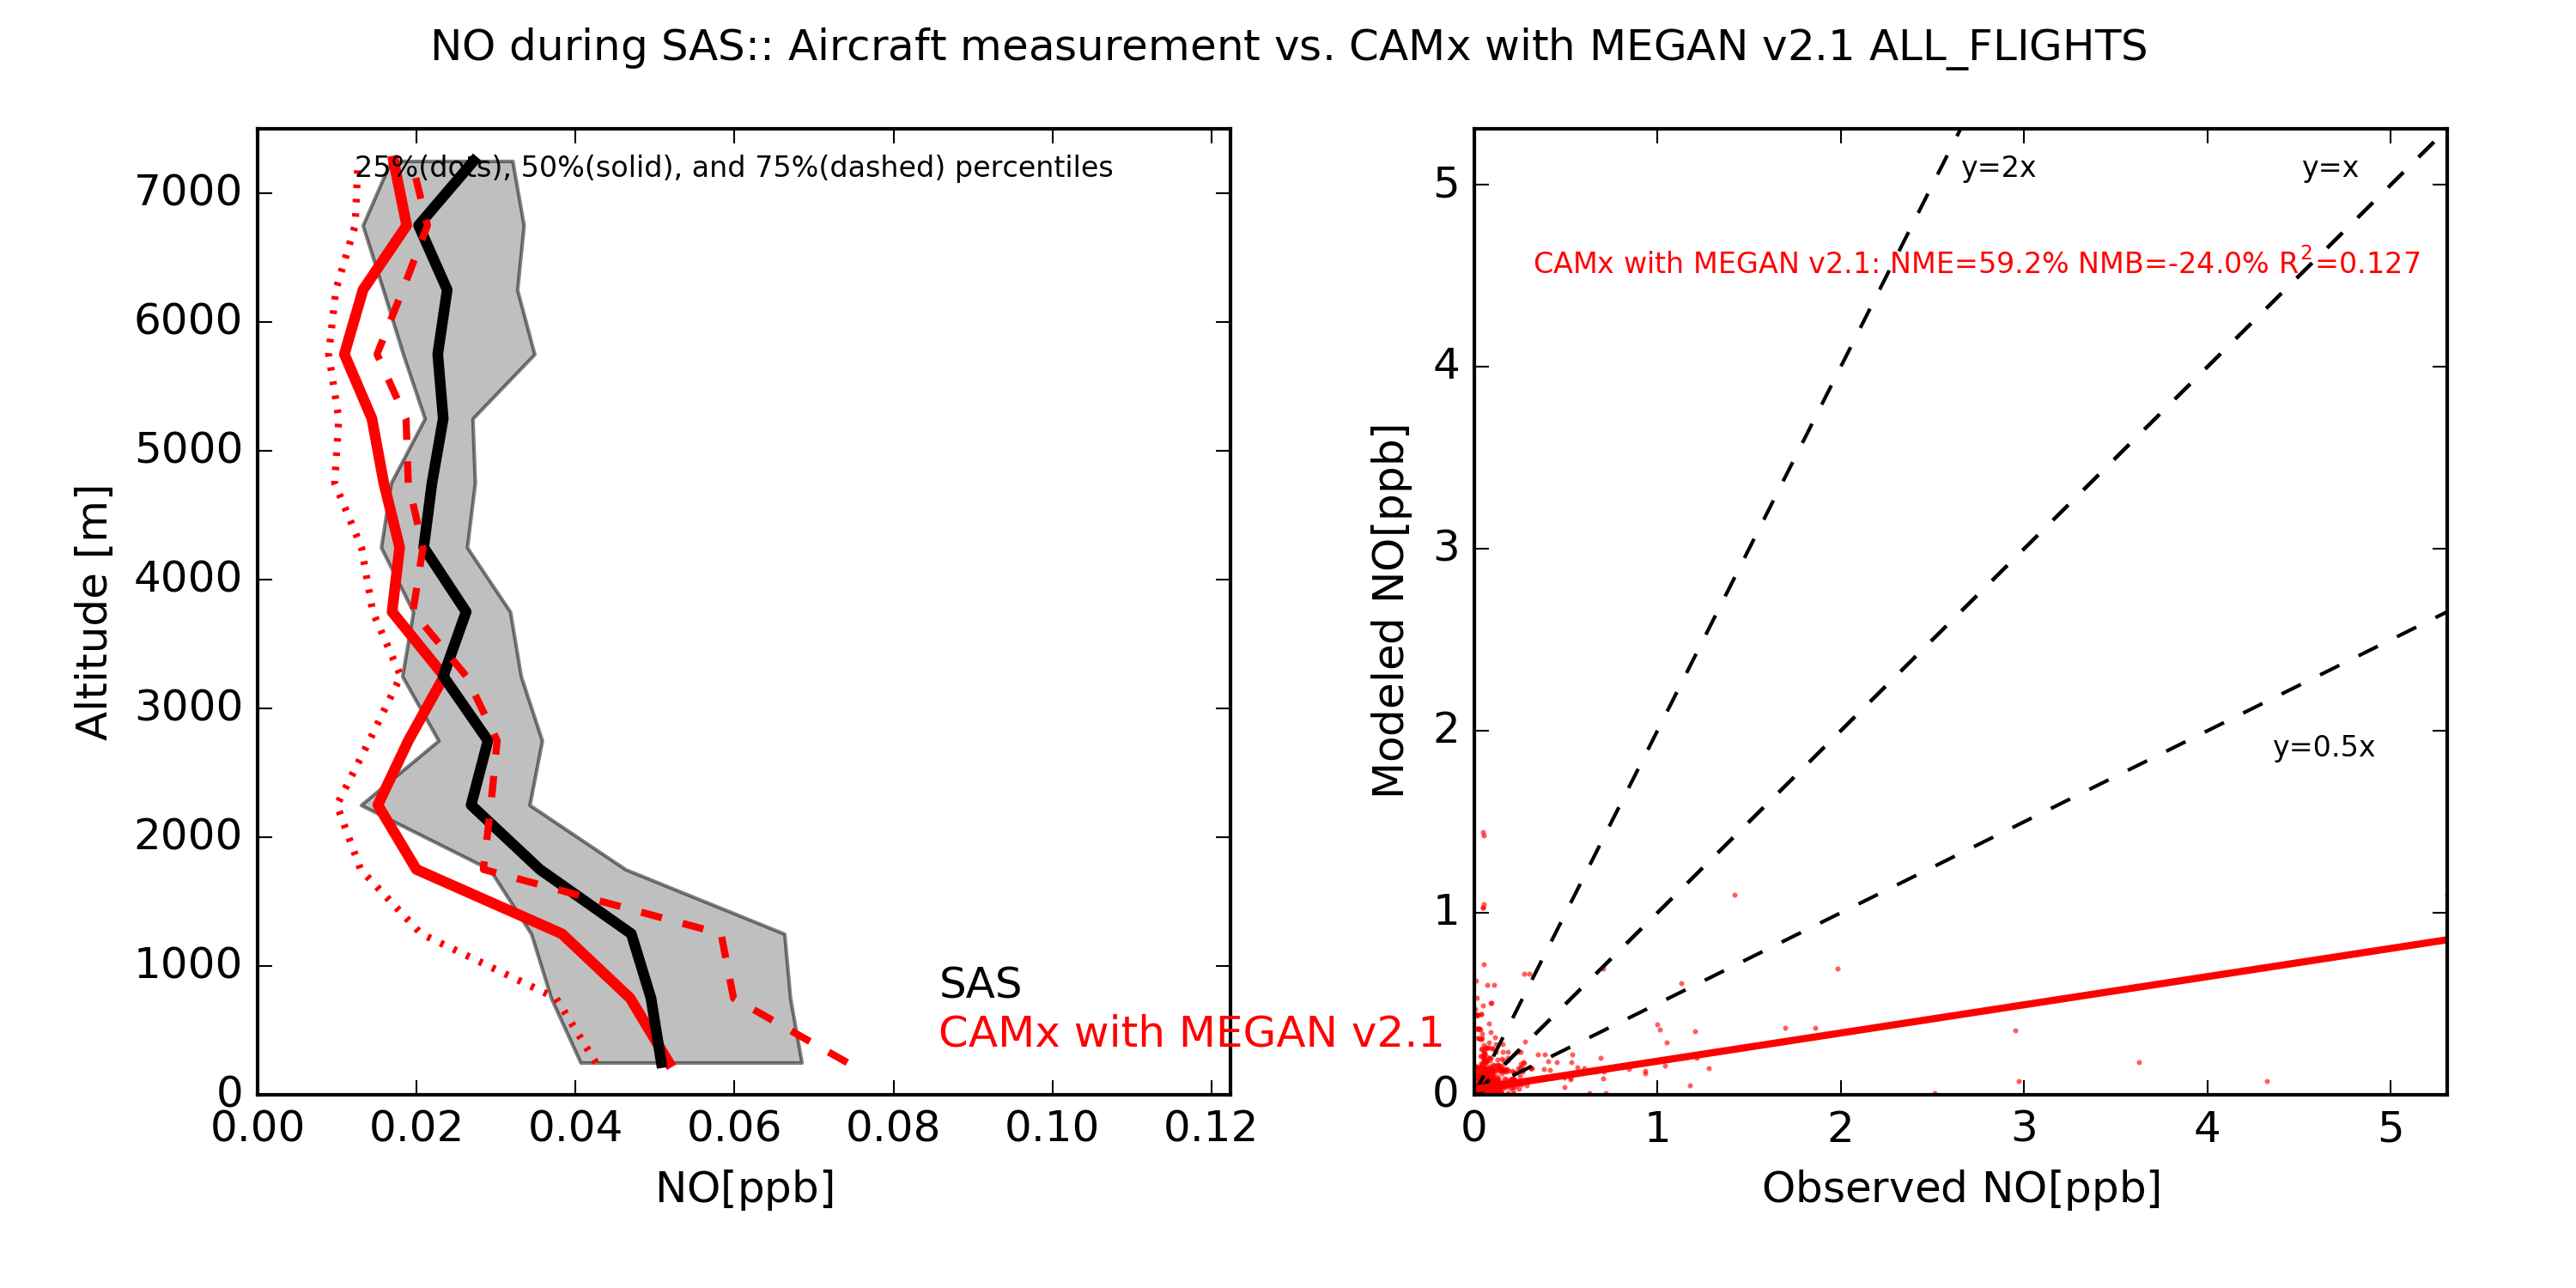 NO during SAS:: Aircraft measurement vs. CAMx with MEGAN v2.1 ALL_FLIGHTS
25%(dots), 50%(solid), and 75%(dashed) percentiles
7000
6000
5000
4000
3000
2000
1000
0
Altitude [m]
SAS
CAMx with MEGAN v2.1
0.00 0.02 0.04 0.06 0.08 0.10 0.12
NO[ppb]
y=2x
y=x
CAMx with MEGAN v2.1: NME=59.2% NMB=-24.0% R²=0.127
y=0.5x
5
4
3
2
1
0
Modeled NO[ppb]
0 1 2 3 4 5
Observed NO[ppb]